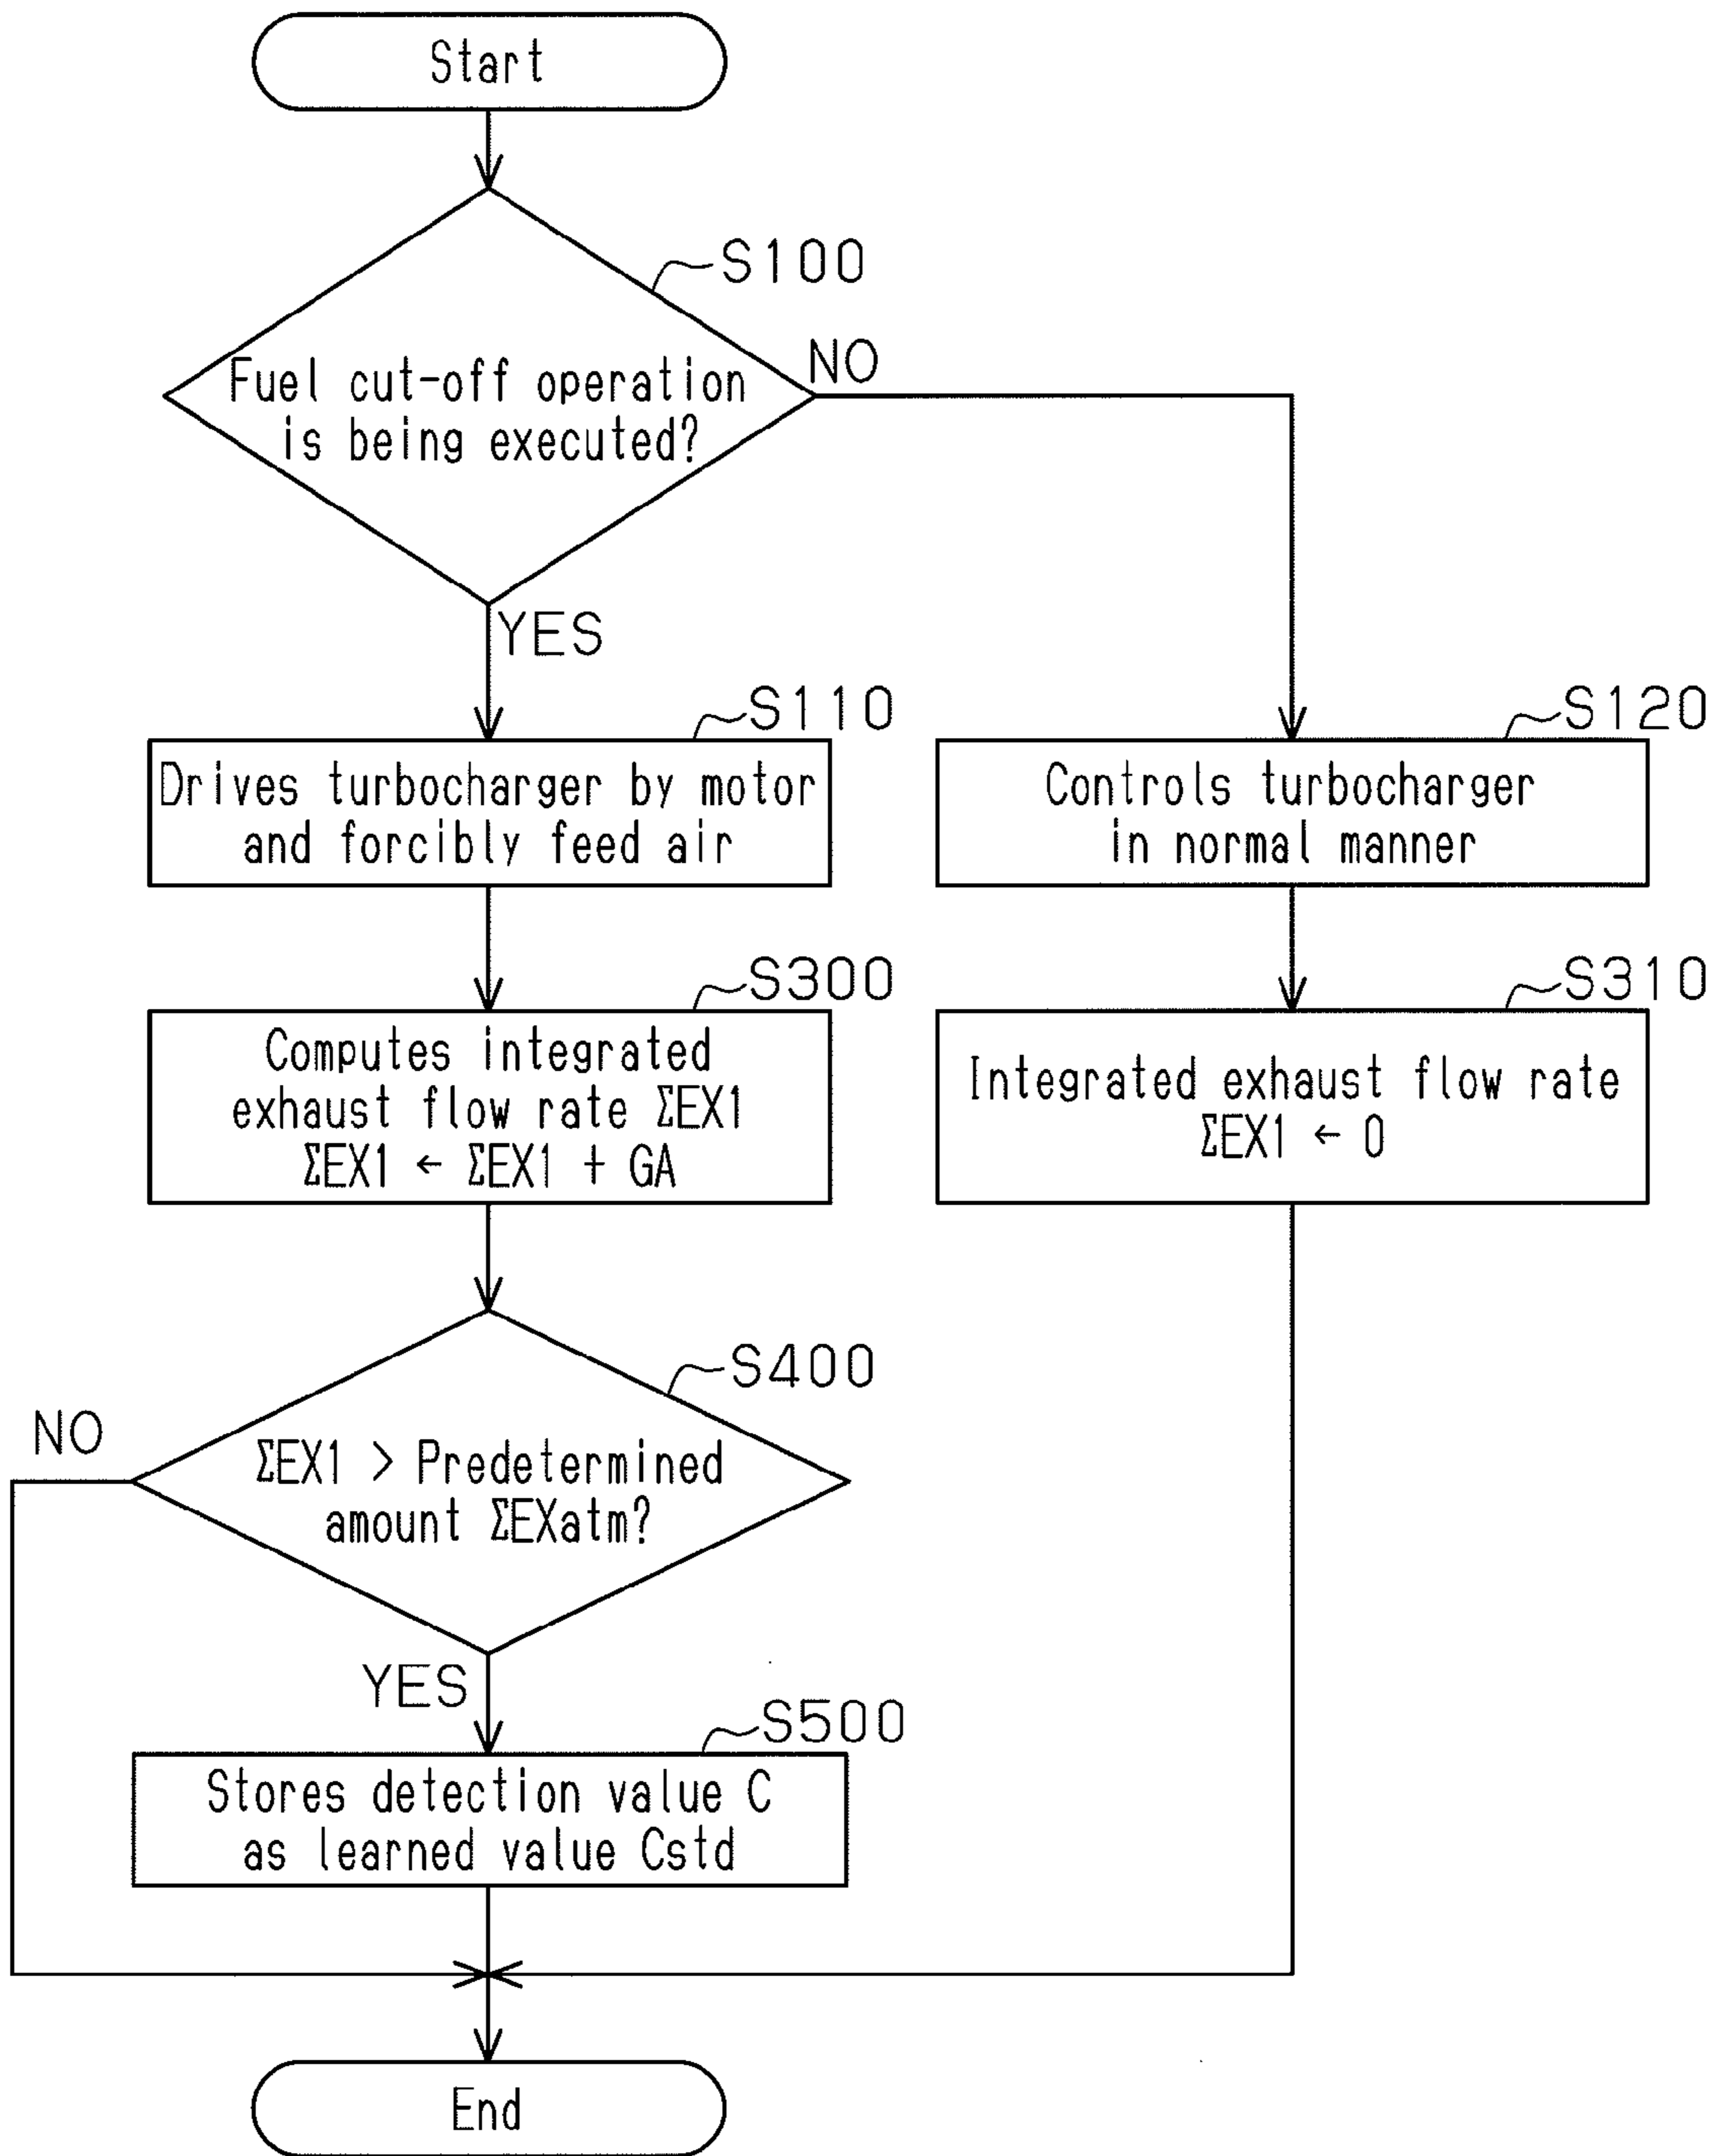 Start
S100
Fuel cut-off operation
is being executed?
NO
YES
S110
Drives turbocharger by motor
and forcibly feed air
S120
Controls turbocharger
in normal manner
S300
Computes integrated
exhaust flow rate ΣEX1
ΣEX1 ← ΣEX1 + GA
S310
Integrated exhaust flow rate
ΣEX1 ← 0
S400
NO
ΣEX1 > Predetermined
amount ΣEXatm?
YES
S500
Stores detection value C
as learned value Cstd
End